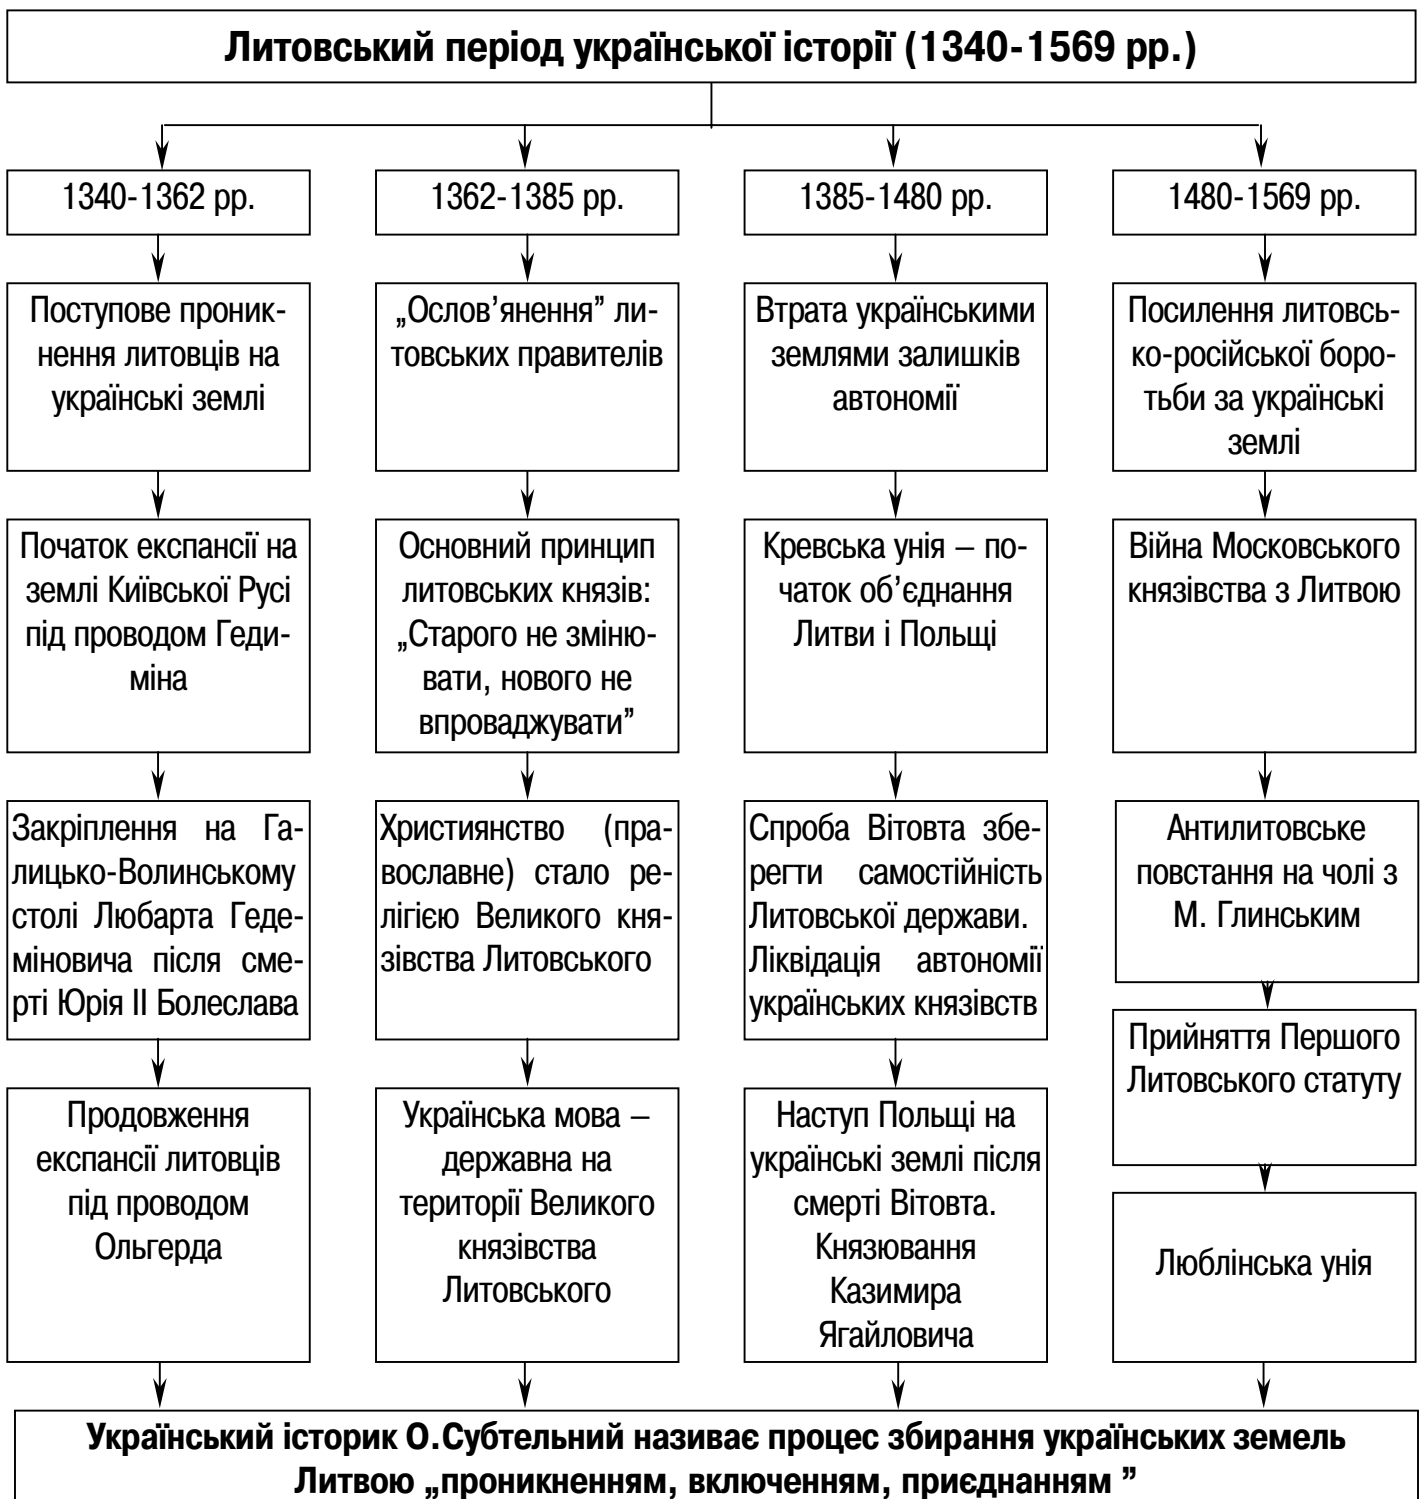 Литовський період української історії (1340-1569 рр.)
1340-1362 рр.
Поступове проник-
нення литовців на
українські землі
Початок експансії на
землі Київської Русі
під проводом Геди-
міна
Закріплення на Га-
лицько-Волинському
столі Любарта Геде-
міновича після сме-
рті Юрія II Болеслава
Продовження
експансії литовців
під проводом
Ольгерда
1362-1385 рр.
„Ослов’янення” ли-
товських правителів
Основний принцип
литовських князів:
„Старого не зміню-
вати, нового не
впроваджувати”
Християнство (пра-
вославне) стало ре-
лігією Великого кня-
зівства Литовського
Українська мова –
державна на
території Великого
князівства
Литовського
1385-1480 рр.
Втрата українськими
землями залишків
автономії
Кревська унія – по-
чаток об’єднання
Литви і Польщі
Спроба Вітовта збе-
регти самостійність
Литовської держави.
Ліквідація автономії
українських князівств
Наступ Польщі на
українські землі після
смерті Вітовта.
Князювання
Казимира
Ягайловича
1480-1569 рр.
Посилення литовсь-
ко-російської боро-
тьби за українські
землі
Війна Московського
князівства з Литвою
Антилитовське
повстання на чолі з
М. Глинським
Прийняття Першого
Литовського статуту
Люблінська унія
Український історик О.Субтельний називає процес збирання українських земель
Литвою „проникненням, включенням, приєднанням ”